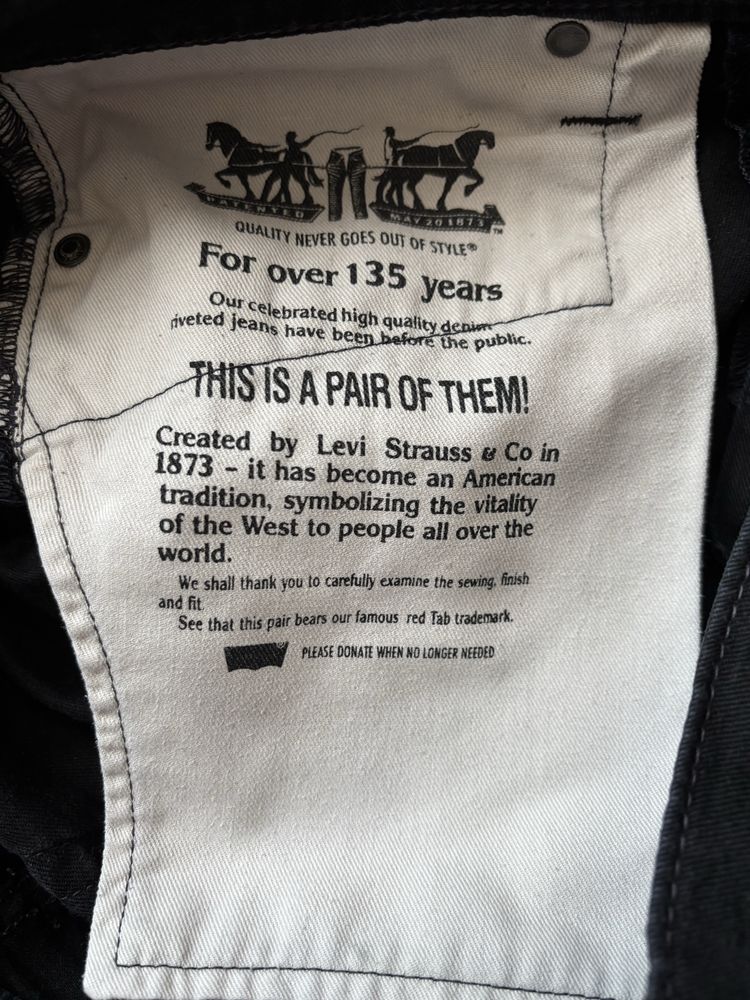 PATENTED MAY 20 1873 ™
QUALITY NEVER GOES OUT OF STYLE®
For over 135 years
Our celebrated high quality denim
riveted jeans have been before the public.
THIS IS A PAIR OF THEM!
Created by Levi Strauss & Co in
1873 – it has become an American
tradition, symbolizing the vitality
of the West to people all over the
world.
We shall thank you to carefully examine the sewing, finish
and fit.
See that this pair bears our famous red Tab trademark.
PLEASE DONATE WHEN NO LONGER NEEDED